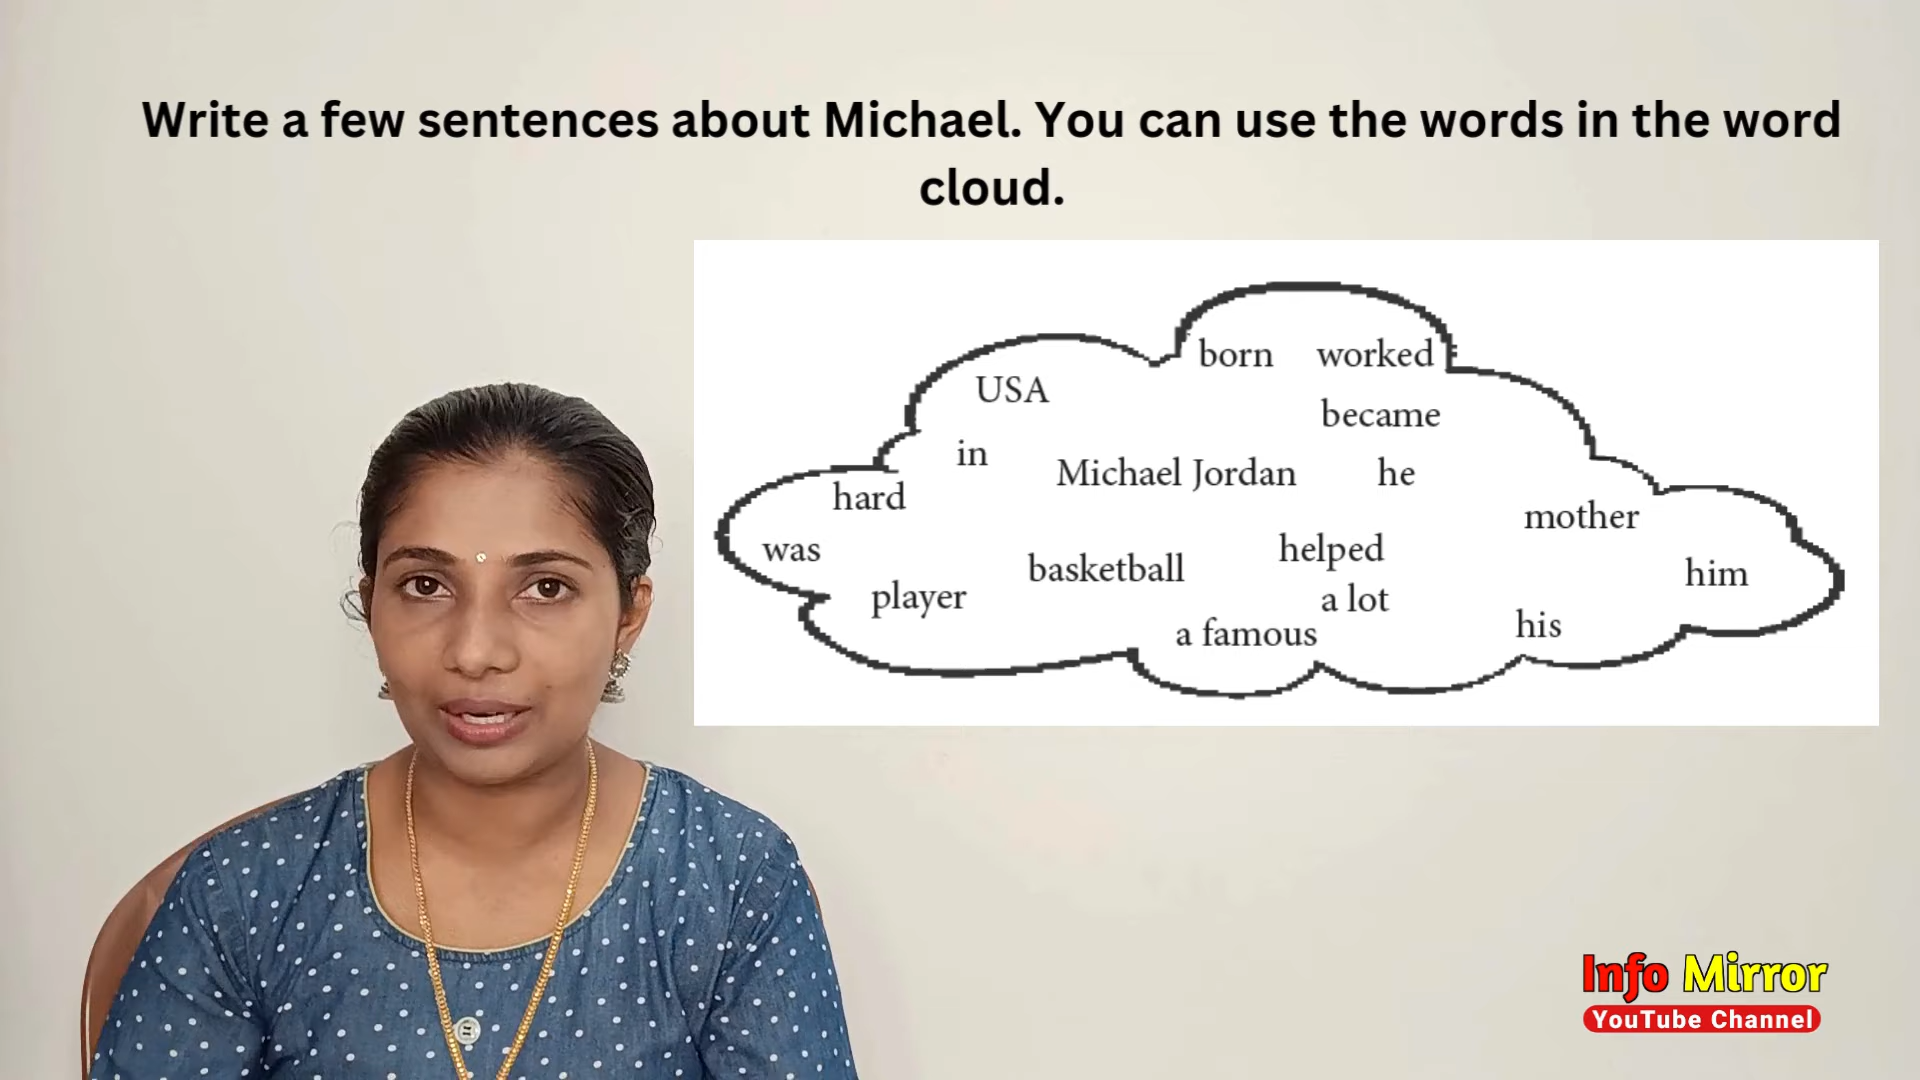 Write a few sentences about Michael. You can use the words in the word
cloud.
born worked
USA
became
in
Michael Jordan he
hard
mother
was
helped
basketball
him
player
a lot
his
a famous
Info Mirror
YouTube Channel